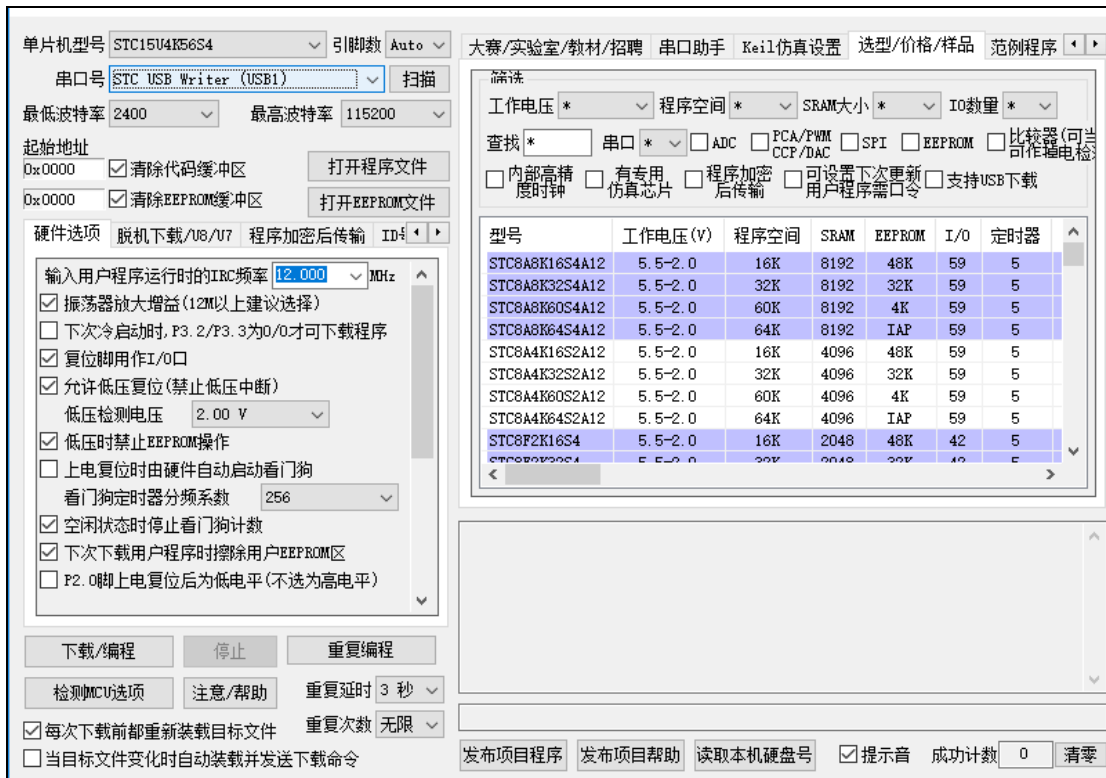 单片机型号 STC15U4K56S4 引脚数 Auto
串口号 STC USB Writer (USB1) 扫描
最低波特率 2400 最高波特率 115200
起始地址
0x0000 清除代码缓冲区 打开程序文件
0x0000 清除EEPROM缓冲区 打开EEPROM文件
硬件选项 脱机下载/U8/U7 程序加密后传输
输入用户程序运行时的IRC频率 12.000 MHz
振荡器放大增益(12M以上建议选择)
下次冷启动时,P3.2/P3.3为0/0才可下载程序
复位脚用作I/O口
允许低压复位(禁止低压中断)
低压检测电压 2.00 V
低压时禁止EEPROM操作
上电复位时由硬件自动启动看门狗
看门狗定时器分频系数 256
空闲状态时停止看门狗计数
下次下载用户程序时擦除用户EEPROM区
P2.0脚上电复位后为低电平(不选为高电平)
下载/编程 停止 重复编程
检测MCU选项 注意/帮助 重复延时 3 秒
重复次数 无限
每次下载前都重新装载目标文件
当目标文件变化时自动装载并发送下载命令
大赛/实验室/教材/招聘 串口助手 Keil仿真设置 选型/价格/样品 范例程序
筛选
工作电压 * 程序空间 * SRAM大小 * IO数量 *
查找 * 串口 * ADC PCA/PWM CCP/DAC SPI EEPROM 比较器(可当 可作掉电检
内部高精度时钟 有专用仿真芯片 程序加密后传输 可设置下次更新用户程序需口令 支持USB下载
型号 工作电压(V) 程序空间 SRAM EEPROM I/O 定时器
STC8A8K16S4A12 5.5-2.0 16K 8192 48K 59 5
STC8A8K32S4A12 5.5-2.0 32K 8192 32K 59 5
STC8A8K60S4A12 5.5-2.0 60K 8192 4K 59 5
STC8A8K64S4A12 5.5-2.0 64K 8192 IAP 59 5
STC8A4K16S2A12 5.5-2.0 16K 4096 48K 59 5
STC8A4K32S2A12 5.5-2.0 32K 4096 32K 59 5
STC8A4K60S2A12 5.5-2.0 60K 4096 4K 59 5
STC8A4K64S2A12 5.5-2.0 64K 4096 IAP 59 5
STC8F2K16S4 5.5-2.0 16K 2048 48K 42 5
STC8F2K32S4 5.5-2.0 32K 2048 32K 42 5
发布项目程序 发布项目帮助 读取本机硬盘号 提示音 成功计数 0 清零